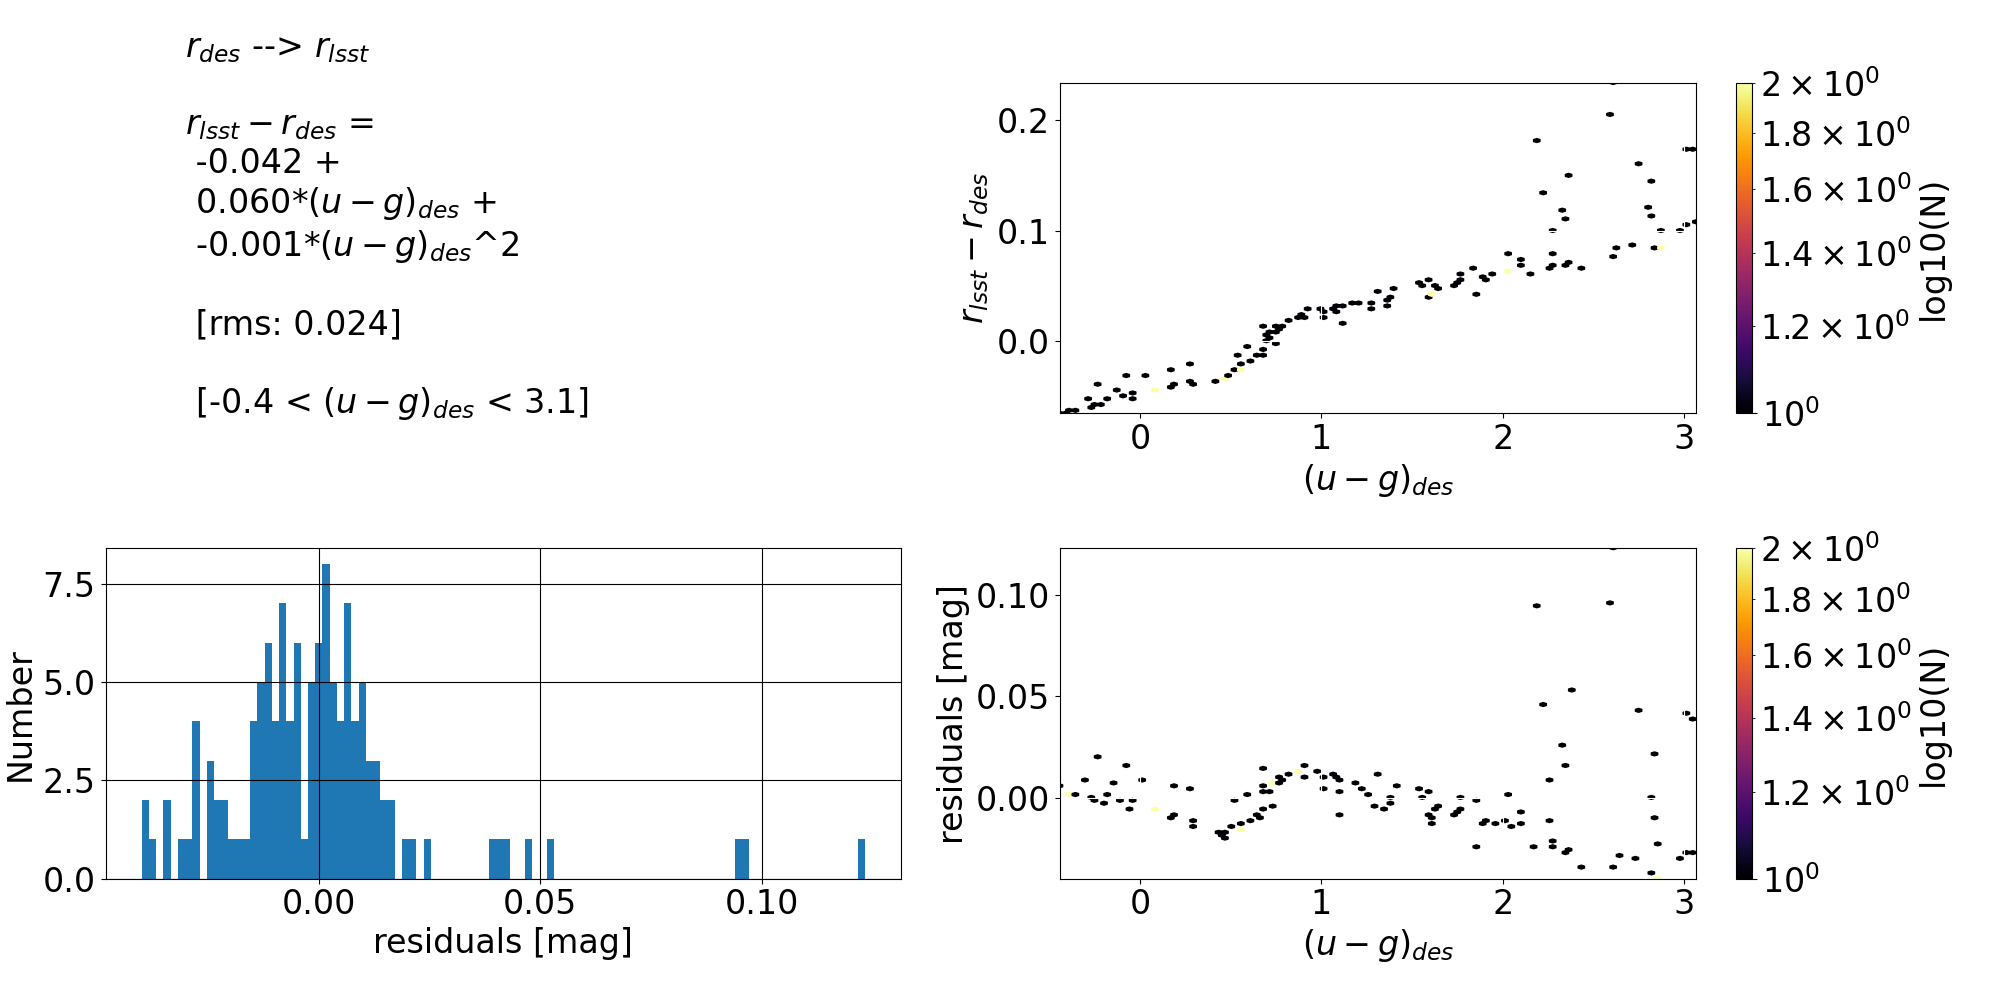 r_des --> r_lsst
r_lsst − r_des =
-0.042 +
0.060*(u − g)_des +
-0.001*(u − g)_des^2
[rms: 0.024]
[-0.4 < (u − g)_des < 3.1]
r_lsst − r_des
0.2
0.1
0.0
0
1
2
3
(u − g)_des
2 × 10^0
1.8 × 10^0
1.6 × 10^0
1.4 × 10^0
1.2 × 10^0
10^0
log10(N)
Number
7.5
5.0
2.5
0.0
0.00
0.05
0.10
residuals [mag]
residuals [mag]
0.10
0.05
0.00
0
1
2
3
(u − g)_des
2 × 10^0
1.8 × 10^0
1.6 × 10^0
1.4 × 10^0
1.2 × 10^0
10^0
log10(N)